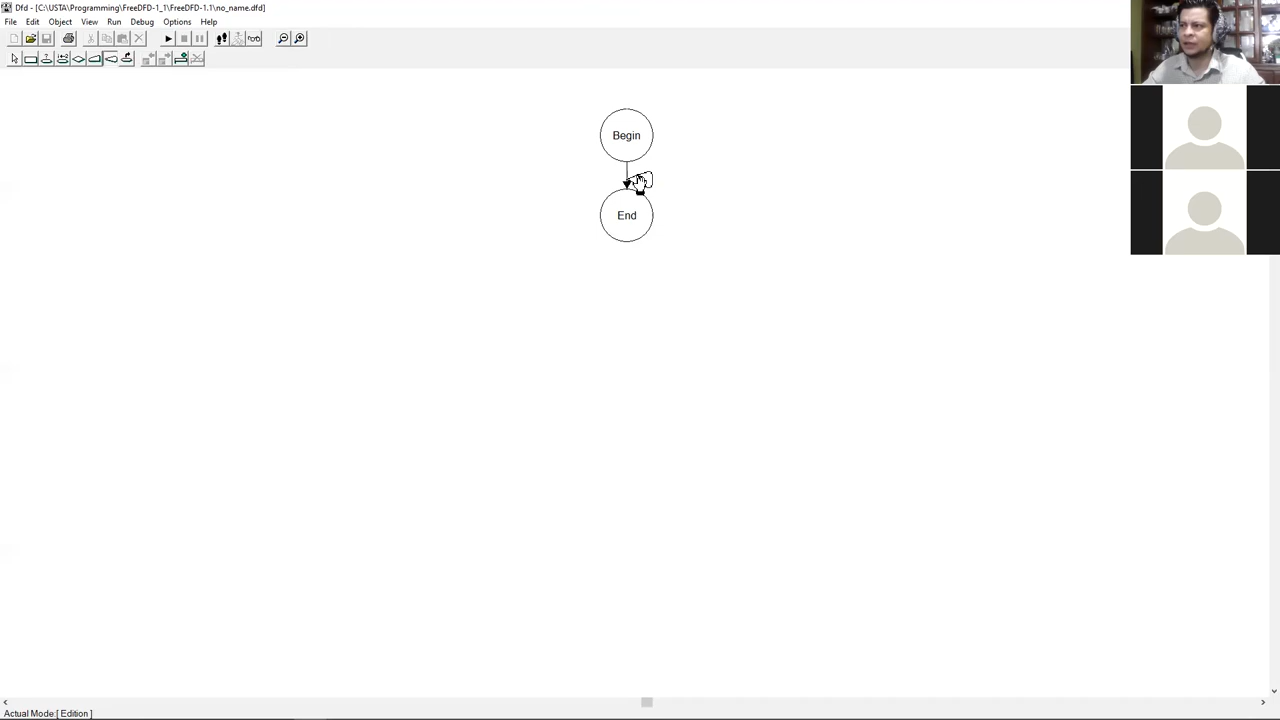 Dfd - [C:\USTA\Programming\FreeDFD-1_1\FreeDFD-1.1\no_name.dfd]
File Edit Object View Run Debug Options Help
Begin
End
Actual Mode:[ Edition ]